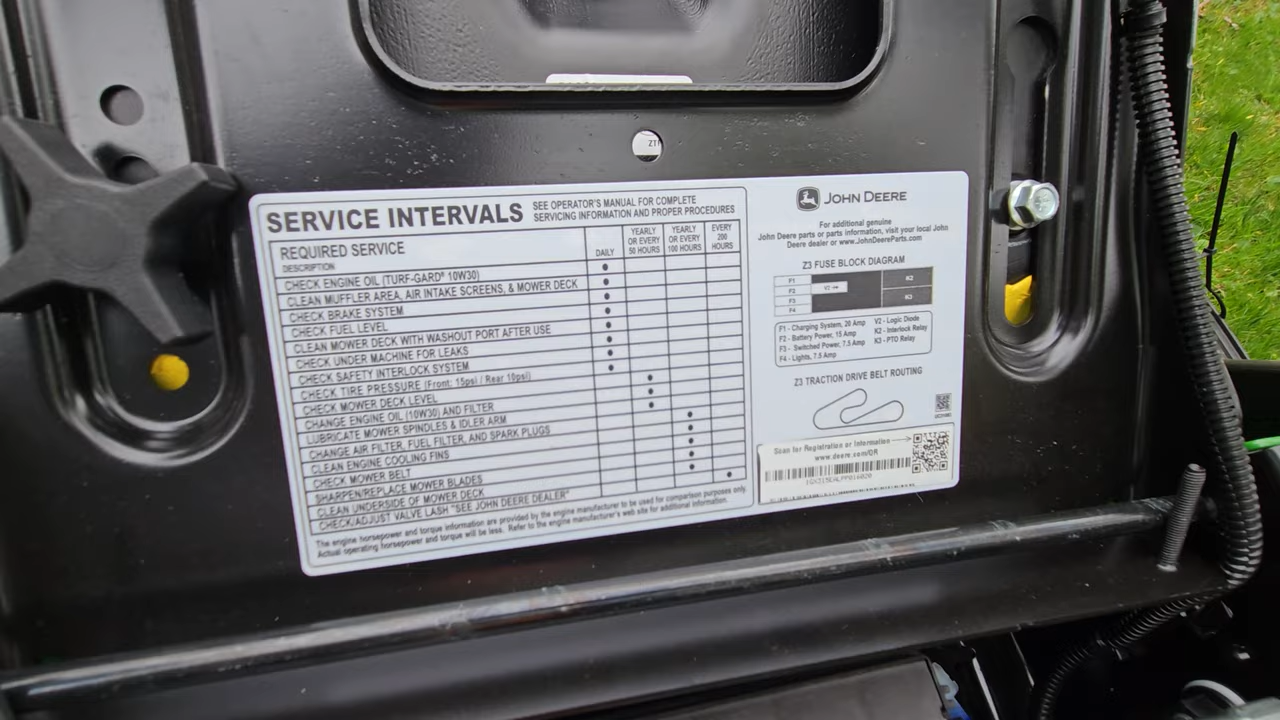 ZT
SERVICE INTERVALS
SEE OPERATOR'S MANUAL FOR COMPLETE
SERVICING INFORMATION AND PROPER PROCEDURES
REQUIRED SERVICE
DESCRIPTION
DAILY
YEARLY
OR EVERY
50 HOURS
YEARLY
OR EVERY
100 HOURS
EVERY
200
HOURS
CHECK ENGINE OIL (TURF-GARD® 10W30)
CLEAN MUFFLER AREA, AIR INTAKE SCREENS, & MOWER DECK
CHECK BRAKE SYSTEM
CHECK FUEL LEVEL
CLEAN MOWER DECK WITH WASHOUT PORT AFTER USE
CHECK UNDER MACHINE FOR LEAKS
CHECK SAFETY INTERLOCK SYSTEM
CHECK TIRE PRESSURE (Front: 15psi / Rear 10psi)
CHECK MOWER DECK LEVEL
CHANGE ENGINE OIL (10W30) AND FILTER
LUBRICATE MOWER SPINDLES & IDLER ARM
CHANGE AIR FILTER, FUEL FILTER, AND SPARK PLUGS
CLEAN ENGINE COOLING FINS
CHECK MOWER BELT
SHARPEN/REPLACE MOWER BLADES
CLEAN UNDERSIDE OF MOWER DECK
CHECK/ADJUST VALVE LASH "SEE JOHN DEERE DEALER"
The engine horsepower and torque information are provided by the engine manufacturer to be used for comparison purposes only.
Actual operating horsepower and torque will be less. Refer to the engine manufacturer's web site for additional information.
JOHN DEERE
For additional genuine
John Deere parts or parts information, visit your local John
Deere dealer or www.JohnDeereParts.com
Z3 FUSE BLOCK DIAGRAM
F1
F2
F3
F4
V2
K2
K3
F1 - Charging System, 20 Amp
F2 - Battery Power, 15 Amp
F3 - Switched Power, 7.5 Amp
F4 - Lights, 7.5 Amp
V2 - Logic Diode
K2 - Interlock Relay
K3 - PTO Relay
Z3 TRACTION DRIVE BELT ROUTING
Scan for Registration or Information
www.deere.com/QR